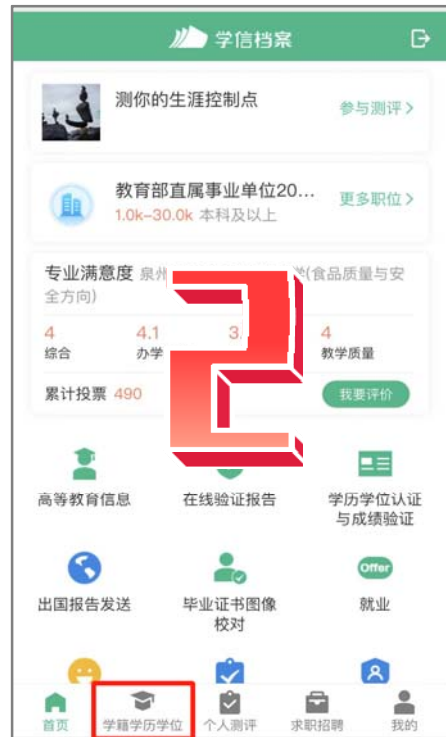 学信档案
测你的生涯控制点 参与测评 >
教育部直属事业单位20... 更多职位 >
1.0k-30.0k 本科及以上
专业满意度 泉州 学(食品质量与安
全方向)
4 4.1 3. 4
综合 办学 教学质量
累计投票 490 我要评价
2
高等教育信息 在线验证报告 学历学位认证
与成绩验证
Offer
出国报告发送 毕业证书图像 就业
校对
首页 学籍学历学位 个人测评 求职招聘 我的